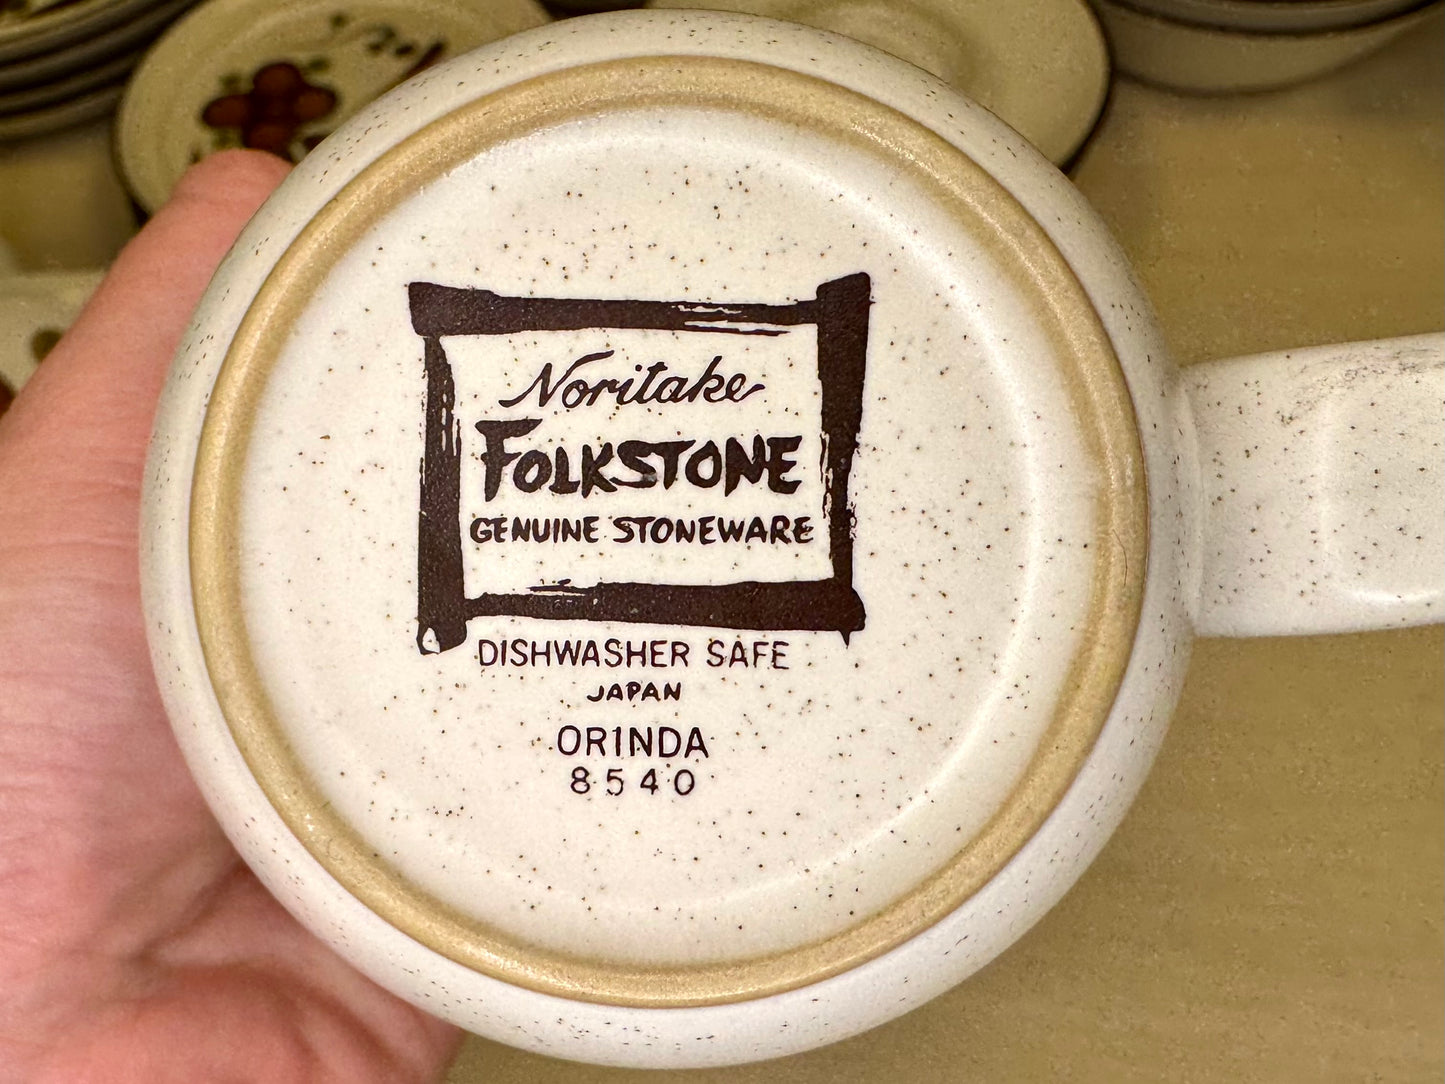 Noritake
FOLKSTONE
GENUINE STONEWARE
DISHWASHER SAFE
JAPAN
ORINDA
8540